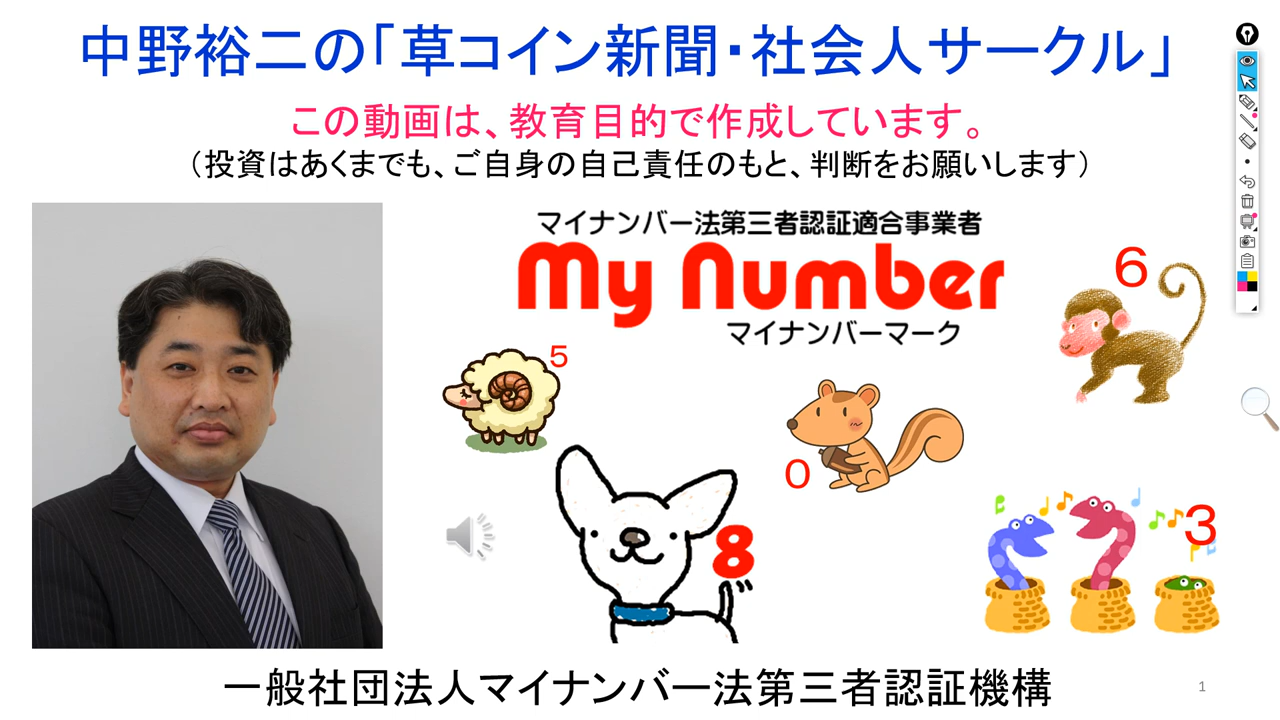 中野裕二の「草コイン新聞・社会人サークル」
この動画は、教育目的で作成しています。
（投資はあくまでも、ご自身の自己責任のもと、判断をお願いします）
マイナンバー法第三者認証適合事業者
My Number
マイナンバーマーク
6
5
0
8
3
一般社団法人マイナンバー法第三者認証機構
1